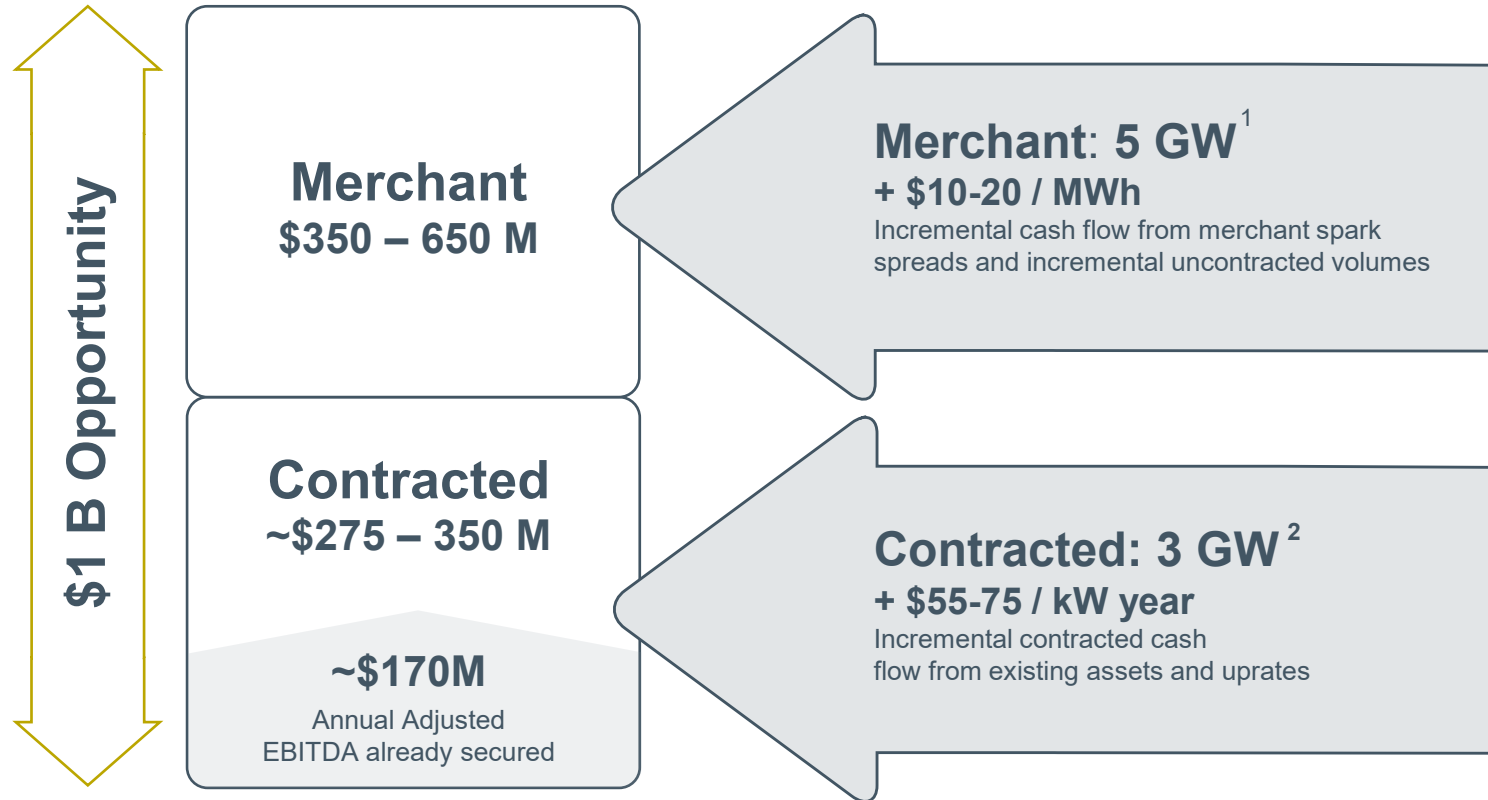 $1 B Opportunity
Merchant
$350 – 650 M
Contracted
~$275 – 350 M
~$170M
Annual Adjusted
EBITDA already secured
Merchant: 5 GW 1
+ $10-20 / MWh
Incremental cash flow from merchant spark
spreads and incremental uncontracted volumes
Contracted: 3 GW 2
+ $55-75 / kW year
Incremental contracted cash
flow from existing assets and uprates